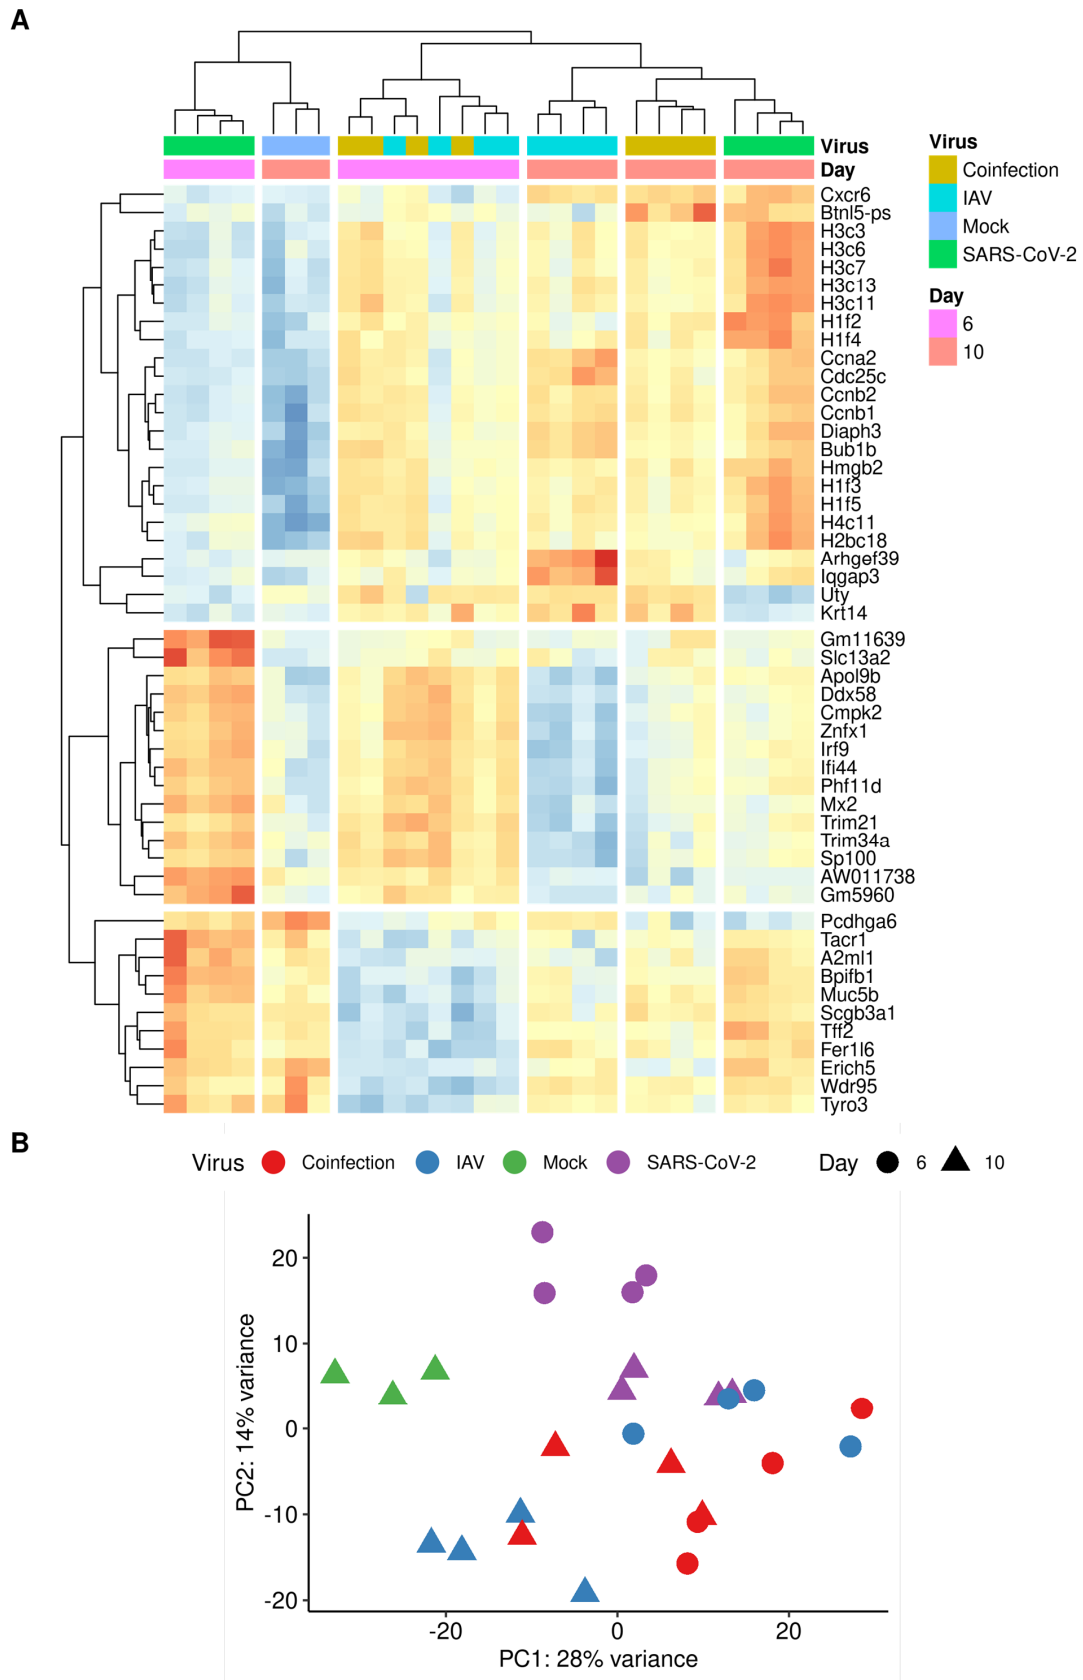 A
Virus
Day
Virus
Coinfection
IAV
Mock
SARS-CoV-2
Day
6
10
Cxcr6
Btnl5-ps
H3c3
H3c6
H3c7
H3c13
H3c11
H1f2
H1f4
Ccna2
Cdc25c
Ccnb2
Ccnb1
Diaph3
Bub1b
Hmgb2
H1f3
H1f5
H4c11
H2bc18
Arhgef39
Iqgap3
Uty
Krt14
Gm11639
Slc13a2
Apol9b
Ddx58
Cmpk2
Znfx1
Irf9
Ifi44
Phf11d
Mx2
Trim21
Trim34a
Sp100
AW011738
Gm5960
Pcdhga6
Tacr1
A2ml1
Bpifb1
Muc5b
Scgb3a1
Tff2
Fer1l6
Erich5
Wdr95
Tyro3
B
Virus Coinfection IAV Mock SARS-CoV-2 Day 6 10
PC2: 14% variance
20
10
0
-10
-20
-20 0 20
PC1: 28% variance